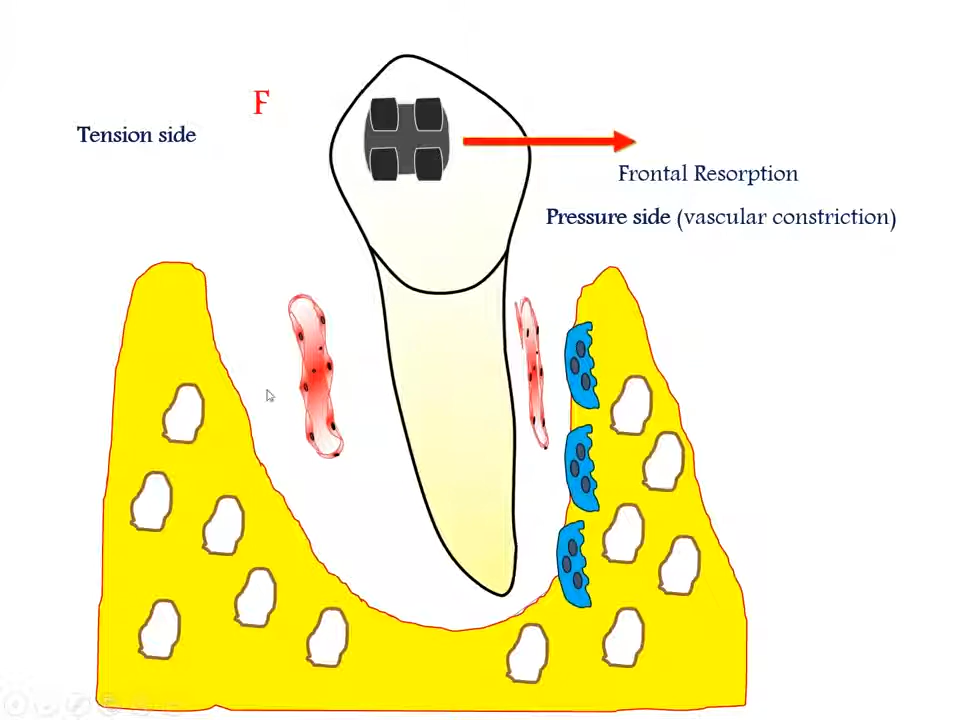 F
Tension side
Frontal Resorption
Pressure side (vascular constriction)